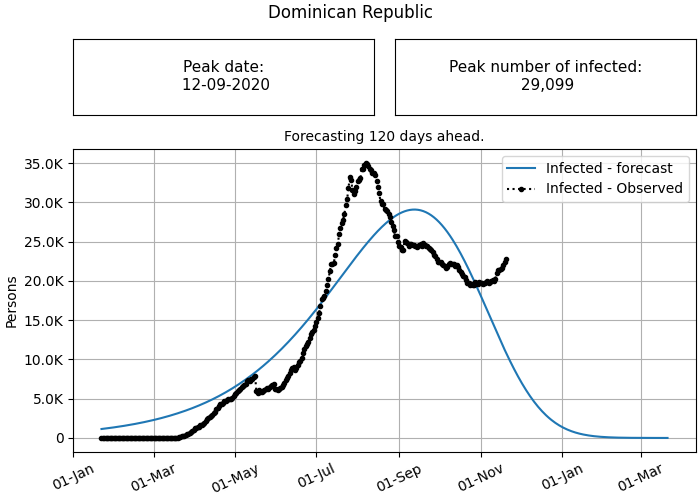 Dominican Republic
Peak date:
12-09-2020
Peak number of infected:
29,099
Forecasting 120 days ahead.
Infected - forecast
Infected - Observed
Persons
35.0K
30.0K
25.0K
20.0K
15.0K
10.0K
5.0K
0
01-Jan
01-Mar
01-May
01-Jul
01-Sep
01-Nov
01-Jan
01-Mar